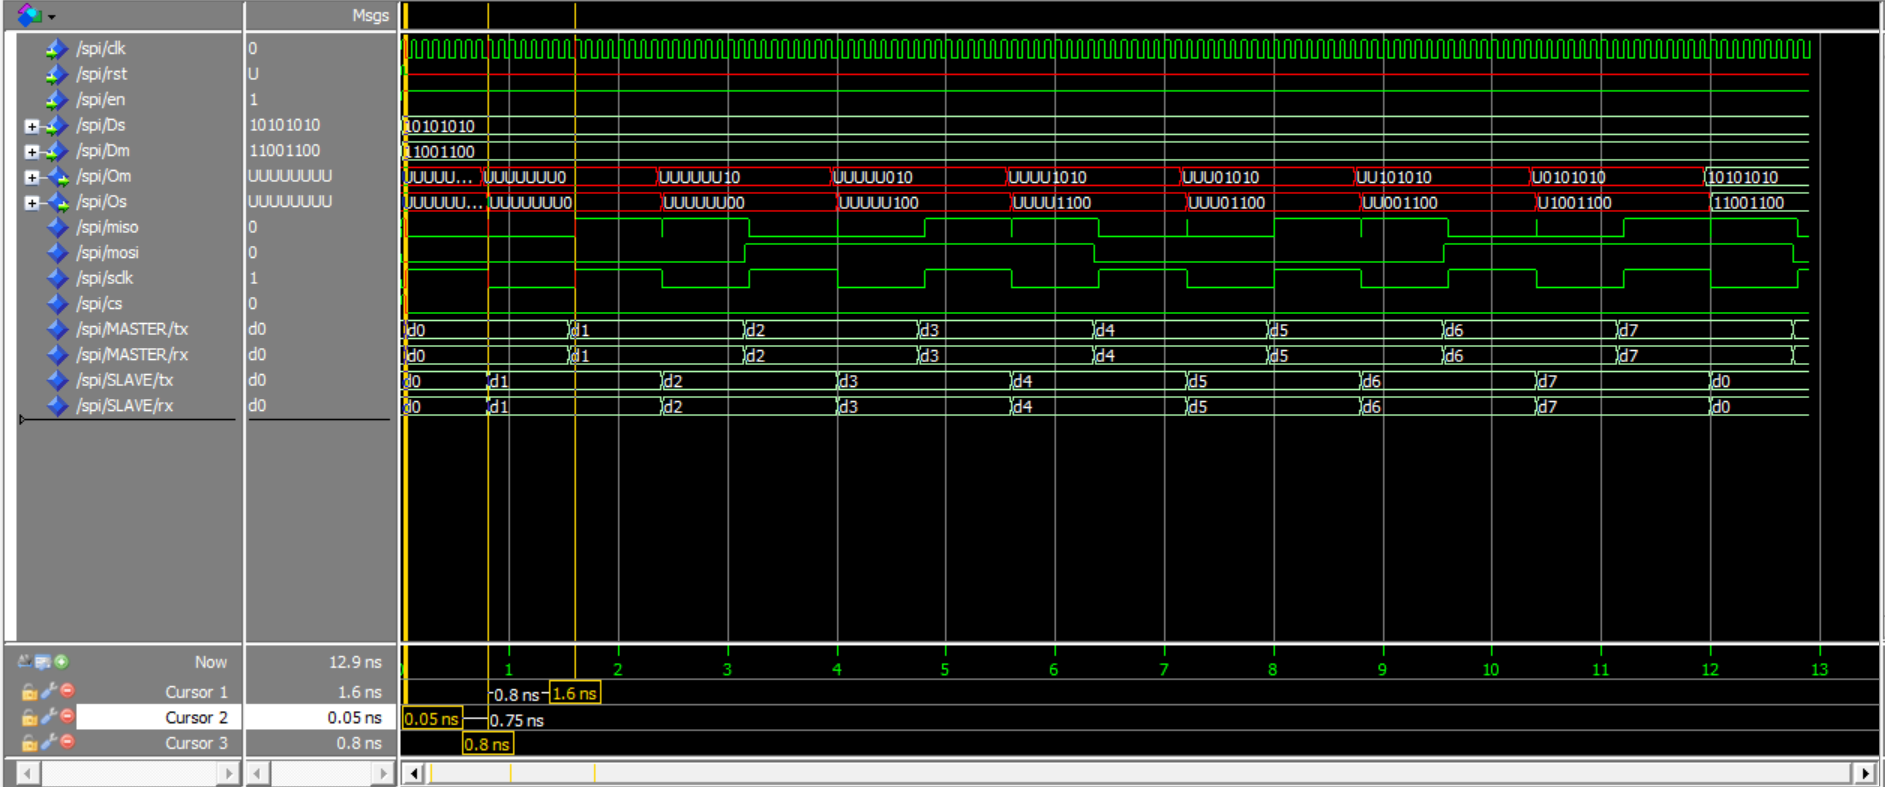 Msgs
/spi/clk 0
/spi/rst U
/spi/en 1
/spi/Ds 10101010 10101010
/spi/Dm 11001100 11001100
/spi/Om UUUUUUUU UUUUU... UUUUUUU0 UUUUUU10 UUUUU010 UUUU1010 UUU01010 UU101010 U0101010 10101010
/spi/Os UUUUUUUU UUUUUU... UUUUUUU0 UUUUUU00 UUUUU100 UUUU1100 UUU01100 UU001100 U1001100 11001100
/spi/miso 0
/spi/mosi 0
/spi/sclk 1
/spi/cs 0
/spi/MASTER/tx d0 d0 d1 d2 d3 d4 d5 d6 d7
/spi/MASTER/rx d0 d0 d1 d2 d3 d4 d5 d6 d7
/spi/SLAVE/tx d0 d0 d1 d2 d3 d4 d5 d6 d7 d0
/spi/SLAVE/rx d0 d0 d1 d2 d3 d4 d5 d6 d7 d0
Now 12.9 ns 1 2 3 4 5 6 7 8 9 10 11 12 13
Cursor 1 1.6 ns 0.8 ns 1.6 ns
Cursor 2 0.05 ns 0.05 ns 0.75 ns
Cursor 3 0.8 ns 0.8 ns